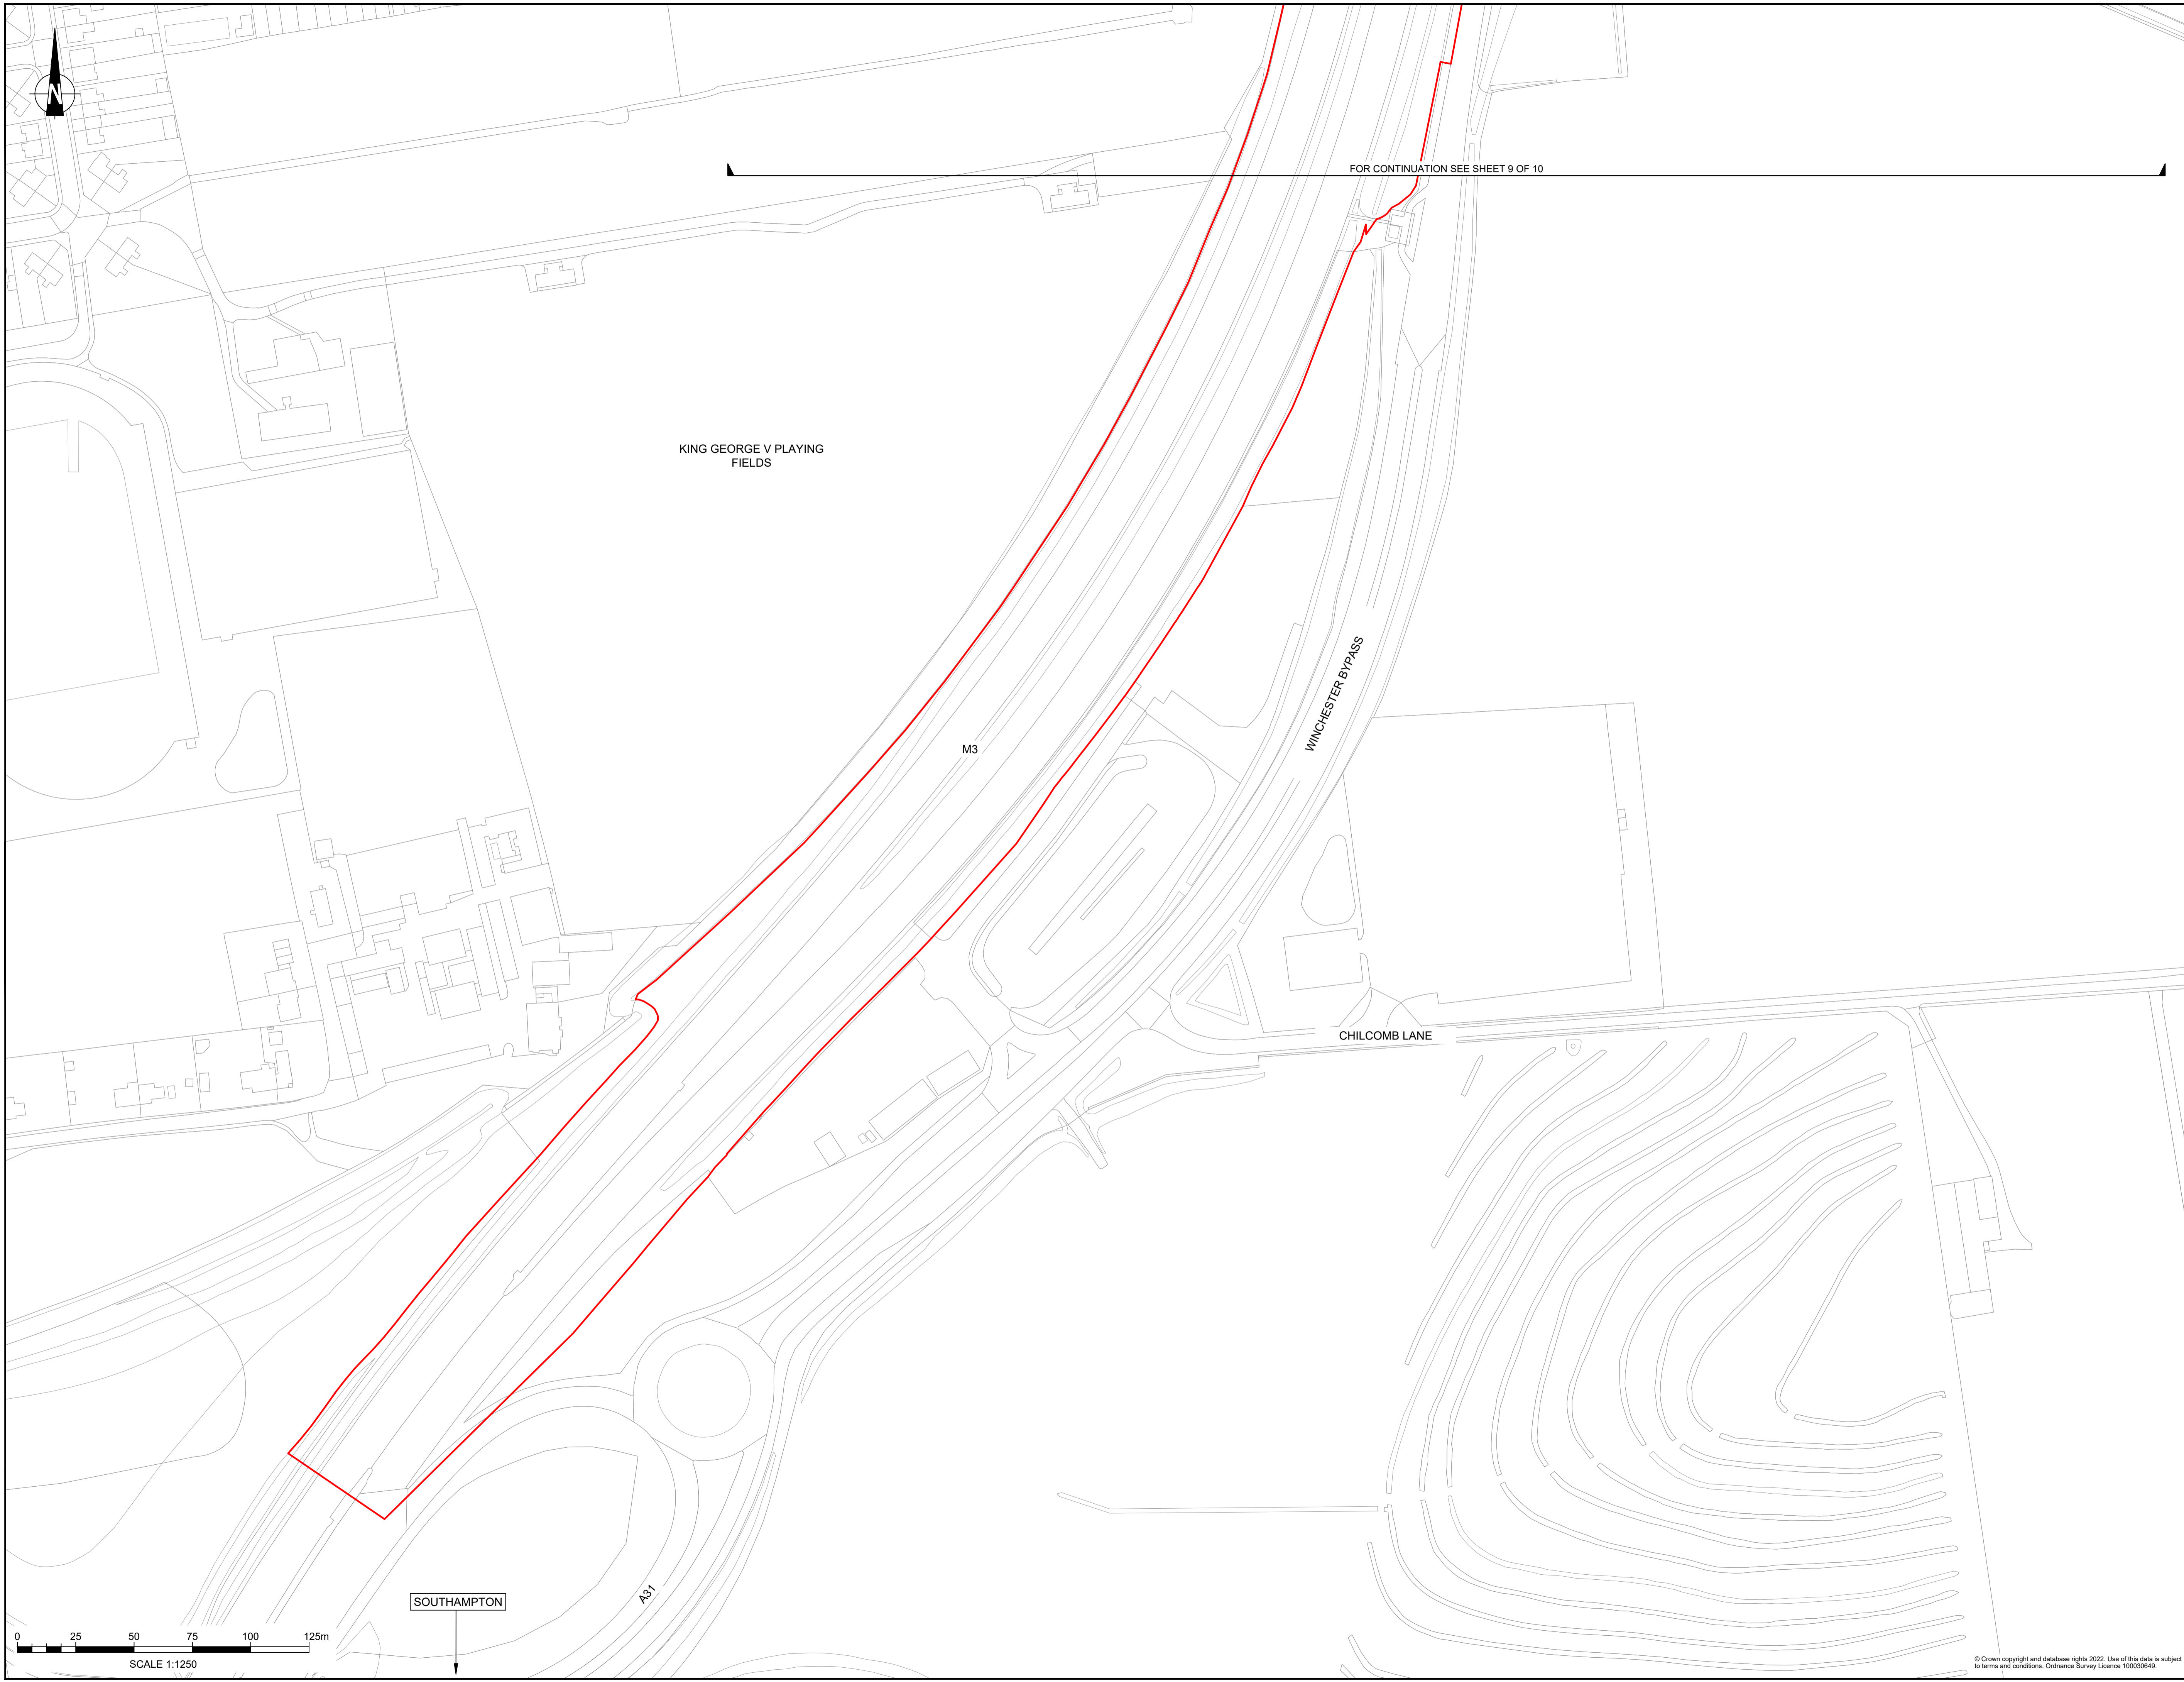 N
FOR CONTINUATION SEE SHEET 9 OF 10
KING GEORGE V PLAYING
FIELDS
WINCHESTER BYPASS
M3
CHILCOMB LANE
A31
SOUTHAMPTON
0 25 50 75 100 125m
SCALE 1:1250
© Crown copyright and database rights 2022. Use of this data is subject
to terms and conditions. Ordnance Survey Licence 100030649.